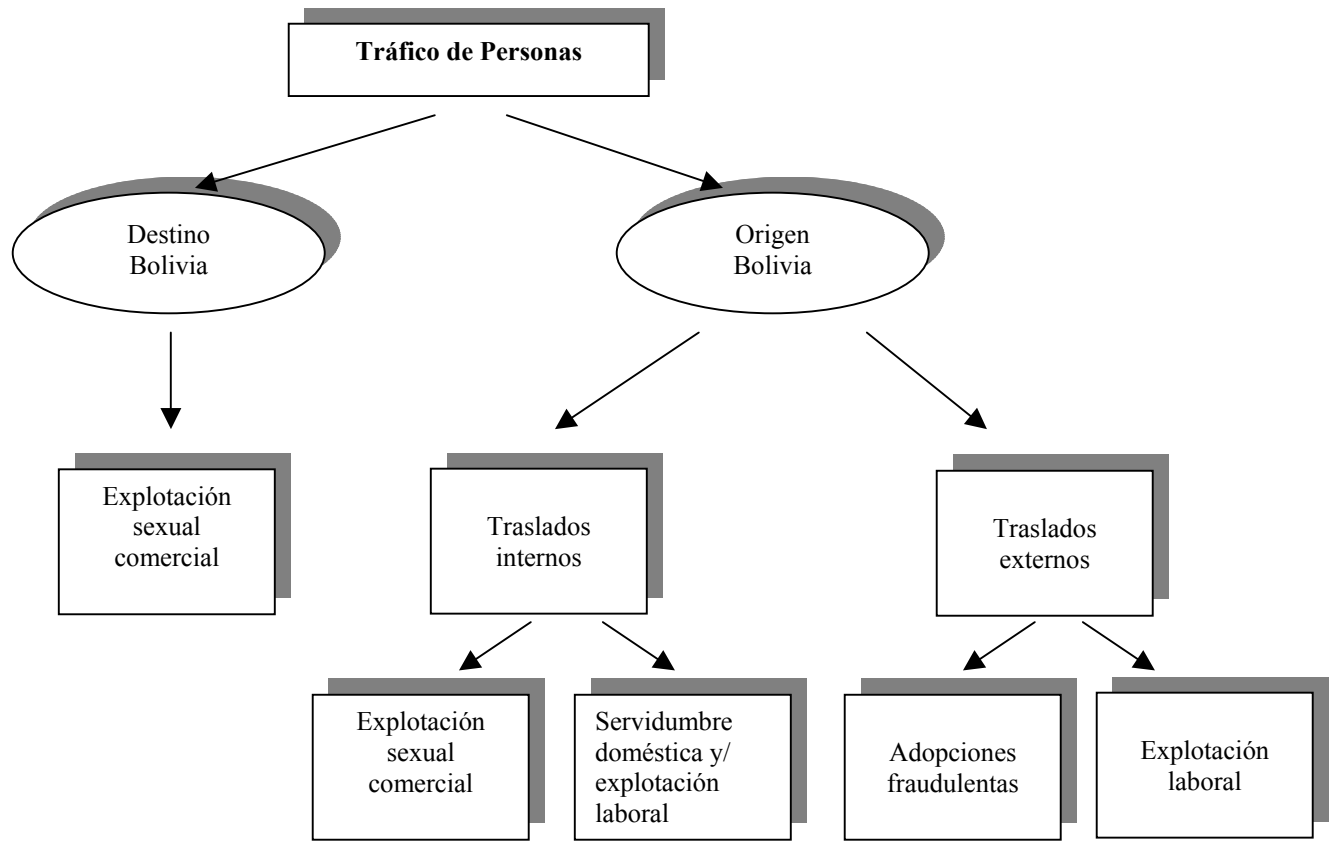 Tráfico de Personas
Destino
Bolivia
Origen
Bolivia
Explotación
sexual
comercial
Traslados
internos
Traslados
externos
Explotación
sexual
comercial
Servidumbre
doméstica y/
explotación
laboral
Adopciones
fraudulentas
Explotación
laboral